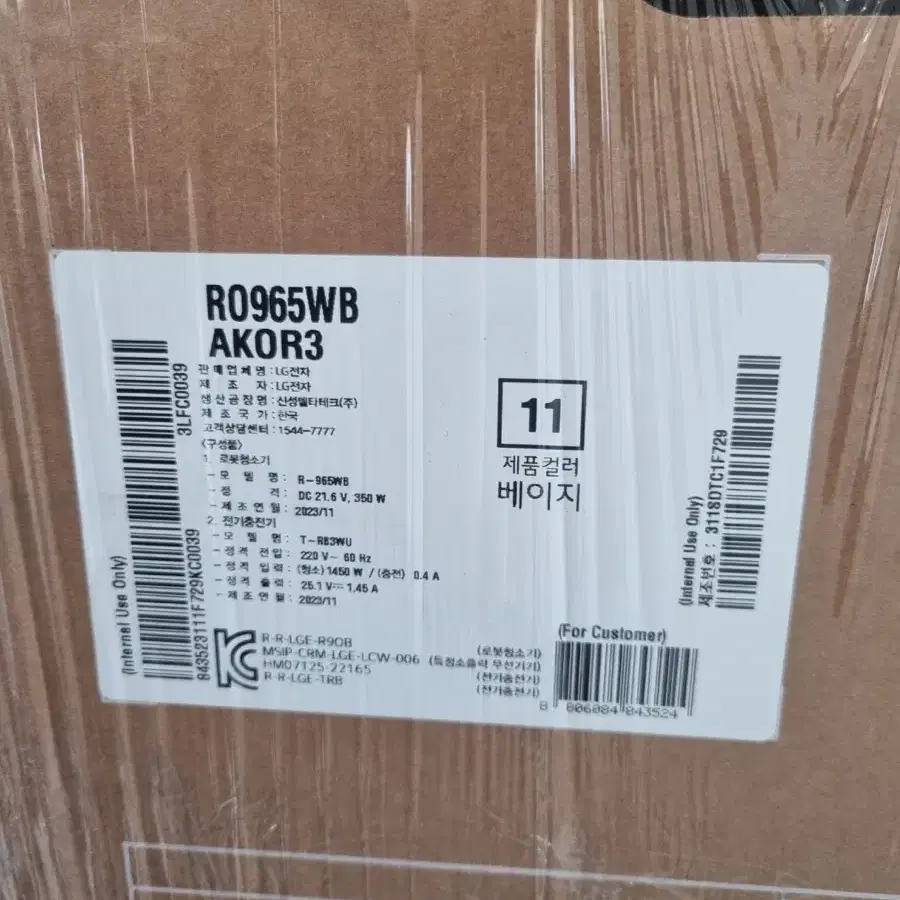 RO965WB
AKOR3
판매업체명 : LG전자
제 조 자 : LG전자
생산공장명 : 신성델타테크(주)
제 조 국 가 : 한국
고객상담센터 : 1544-7777
<구성품>
1. 로봇청소기
- 모 델 명 : R-965WB
- 정 격 : DC 21.6 V, 350 W
- 제 조 연 월 : 2023/11
2. 전기충전기
- 모 델 명 : T-RB3WU
- 정 격 전 압 : 220 V~ 60 Hz
- 정 격 입 력 : (청소) 1450 W / (충전) 0.4 A
- 정 격 출 력 : 25.1 V 1.45 A
- 제 조 연 월 : 2023/11
R-R-LGE-R9OB (로봇청소기)
MSIP-CRM-LGE-LCW-006 (특정소출력 무선기기)
HM07125-22165 (전기충전기)
R-R-LGE-TRB (전기충전기)
11
제품컬러
베이지
(For Customer)
8 806084 843524
(Internal Use Only)
843523111F729KC0039
3LFC0039
(Internal Use Only)
제조번호 : 311SDTC1F729